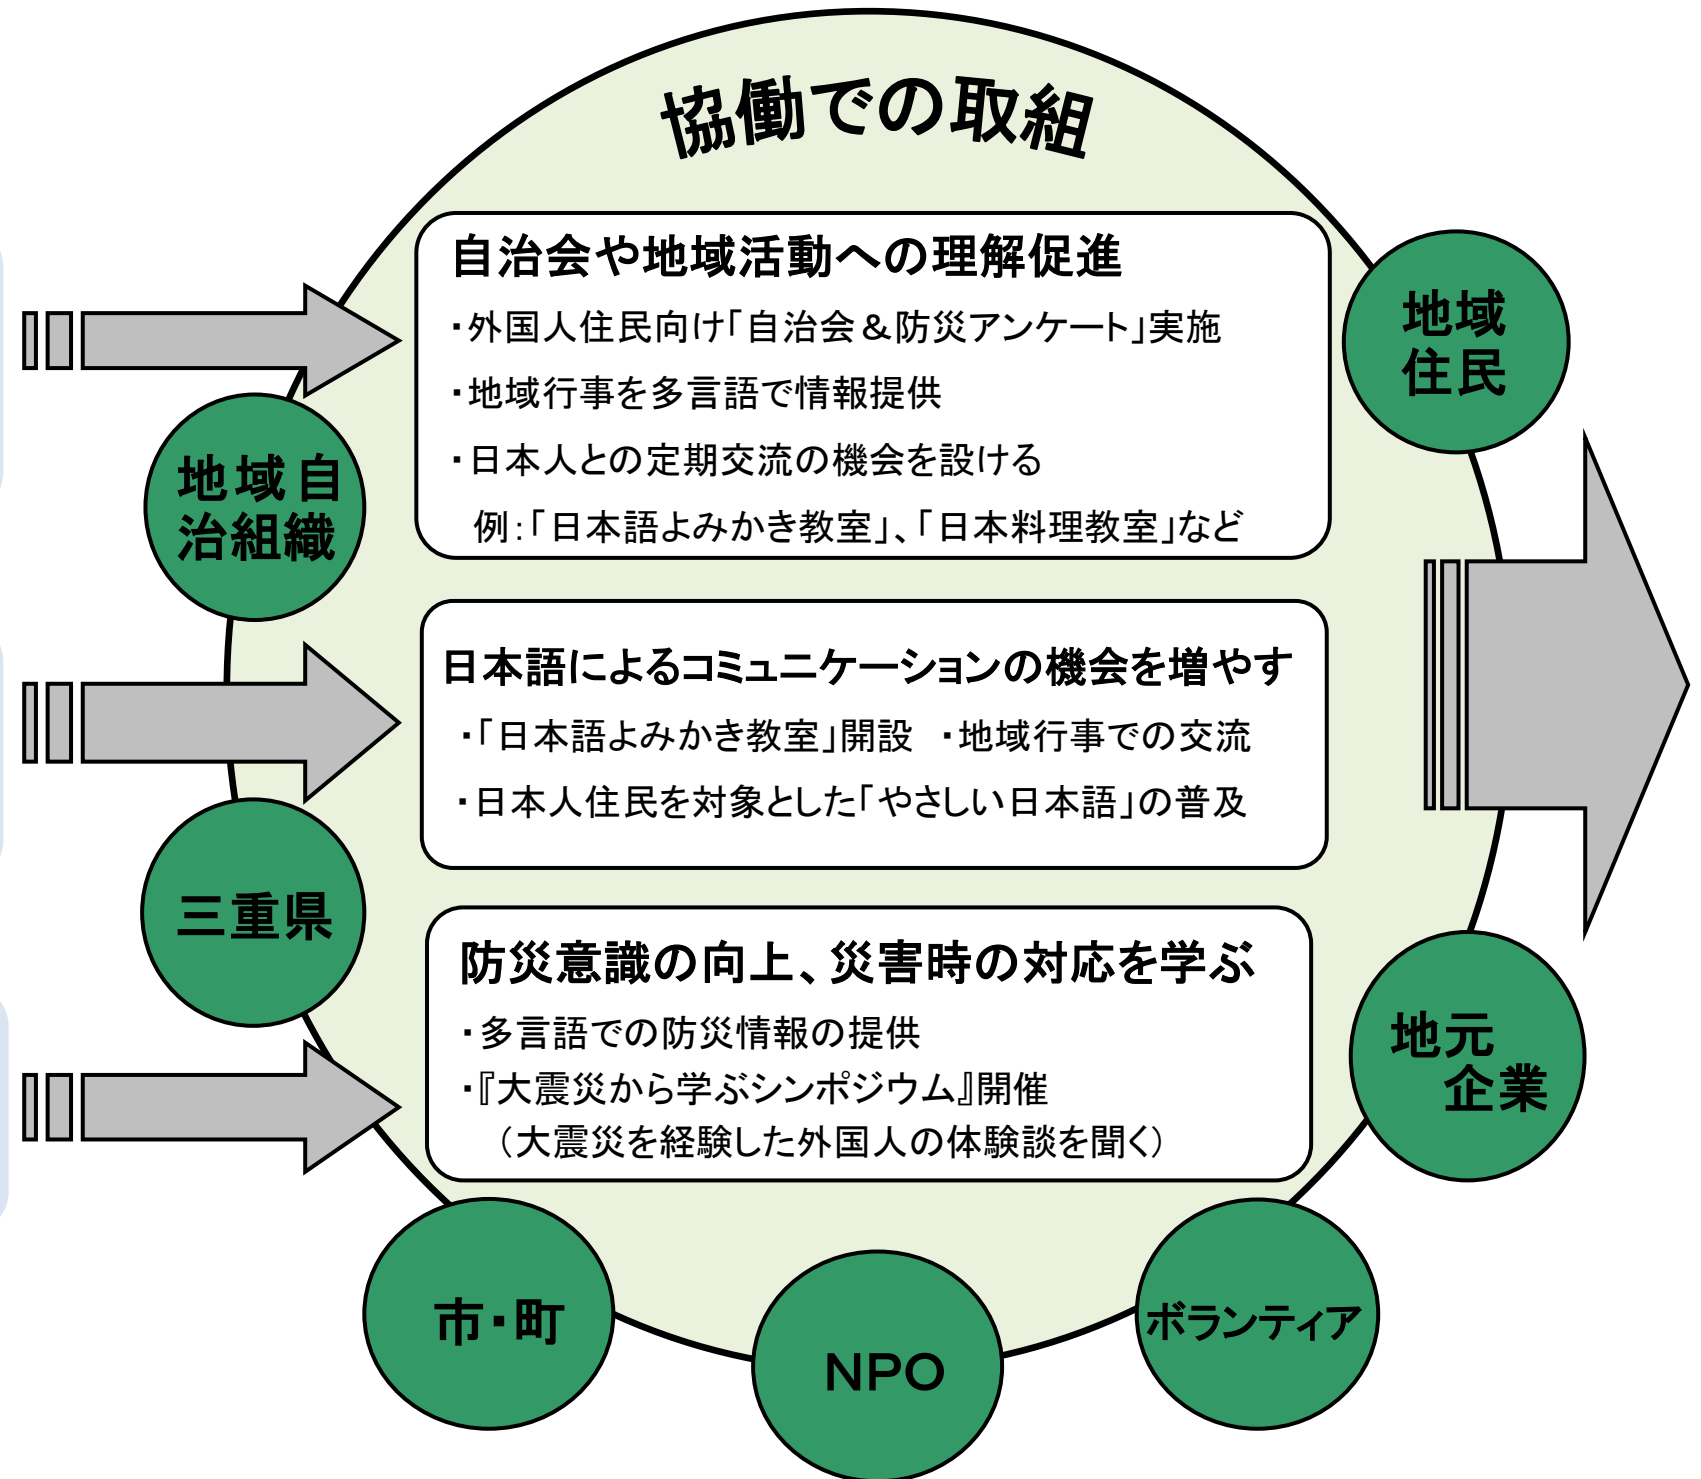 協働での取組
自治会や地域活動への理解促進
・外国人住民向け「自治会＆防災アンケート」実施
・地域行事を多言語で情報提供
・日本人との定期交流の機会を設ける
例：「日本語よみかき教室」、「日本料理教室」など
地域
住民
地域自
治組織
日本語によるコミュニケーションの機会を増やす
・「日本語よみかき教室」開設　・地域行事での交流
・日本人住民を対象とした「やさしい日本語」の普及
三重県
防災意識の向上、災害時の対応を学ぶ
・多言語での防災情報の提供
・『大震災から学ぶシンポジウム』開催
（大震災を経験した外国人の体験談を聞く）
地元
企業
市・町
NPO
ボランティア